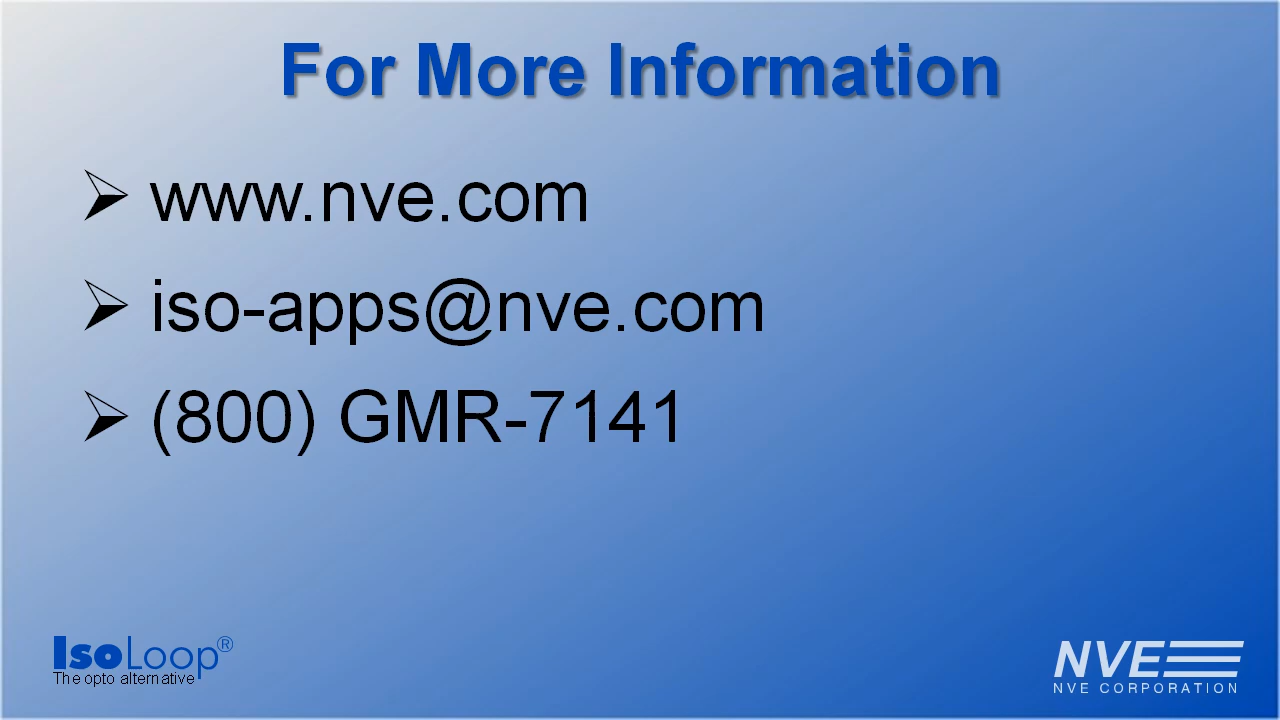 For More Information
www.nve.com
iso-apps@nve.com
(800) GMR-7141
IsoLoop®
The opto alternative
NVE
NVE CORPORATION